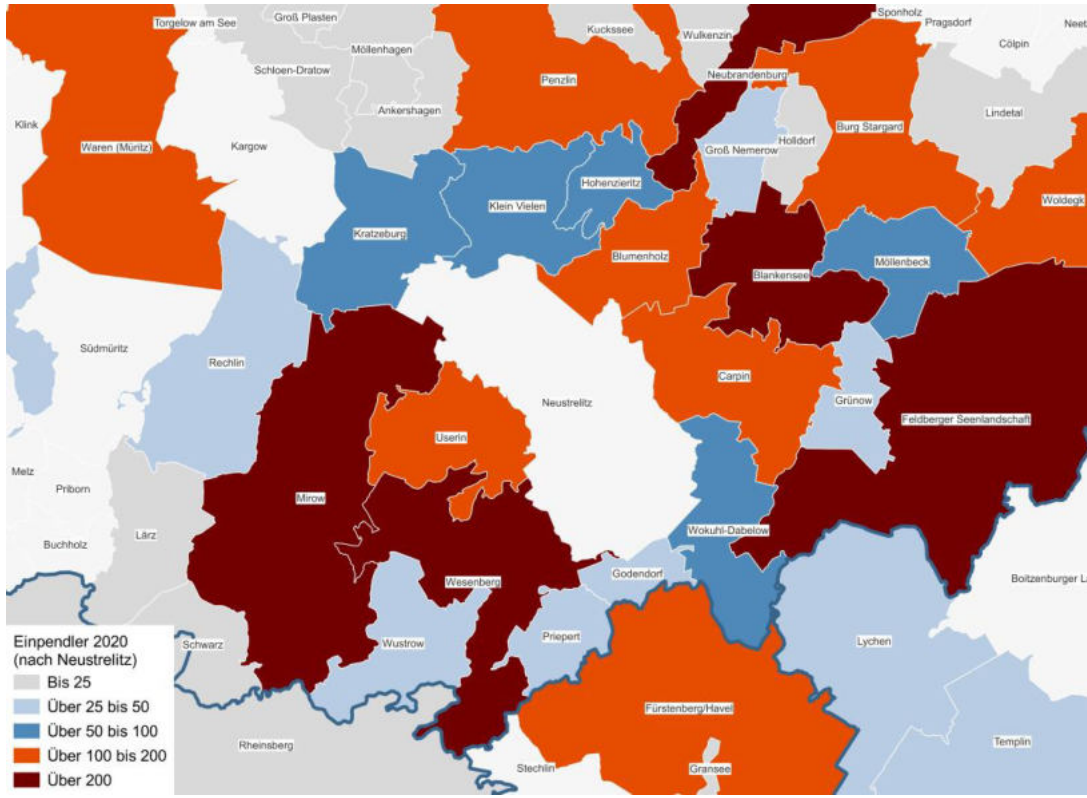 Torgelow am See
Groß Plasten
Kuckssee
Wulkenzin
Sponholz
Pragsdorf
Cölpin
Möllenhagen
Schloen-Dratow
Penzlin
Neubrandenburg
Ankershagen
Lindetal
Klink
Waren (Müritz)
Kargow
Groß Nemerow
Holldorf
Burg Stargard
Hohenzieritz
Woldegk
Klein Vielen
Kratzeburg
Blumenholz
Blankensee
Möllenbeck
Südmüritz
Rechlin
Carpin
Neustrelitz
Grünow
Feldberger Seenlandschaft
Userin
Melz
Priborn
Mirow
Lärz
Wokuhl-Dabelow
Buchholz
Wesenberg
Godendorf
Boitzenburger
Schwarz
Wustrow
Priepert
Lychen
Fürstenberg/Havel
Rheinsberg
Templin
Stechlin
Gransee
Einpendler 2020
(nach Neustrelitz)
Bis 25
Über 25 bis 50
Über 50 bis 100
Über 100 bis 200
Über 200